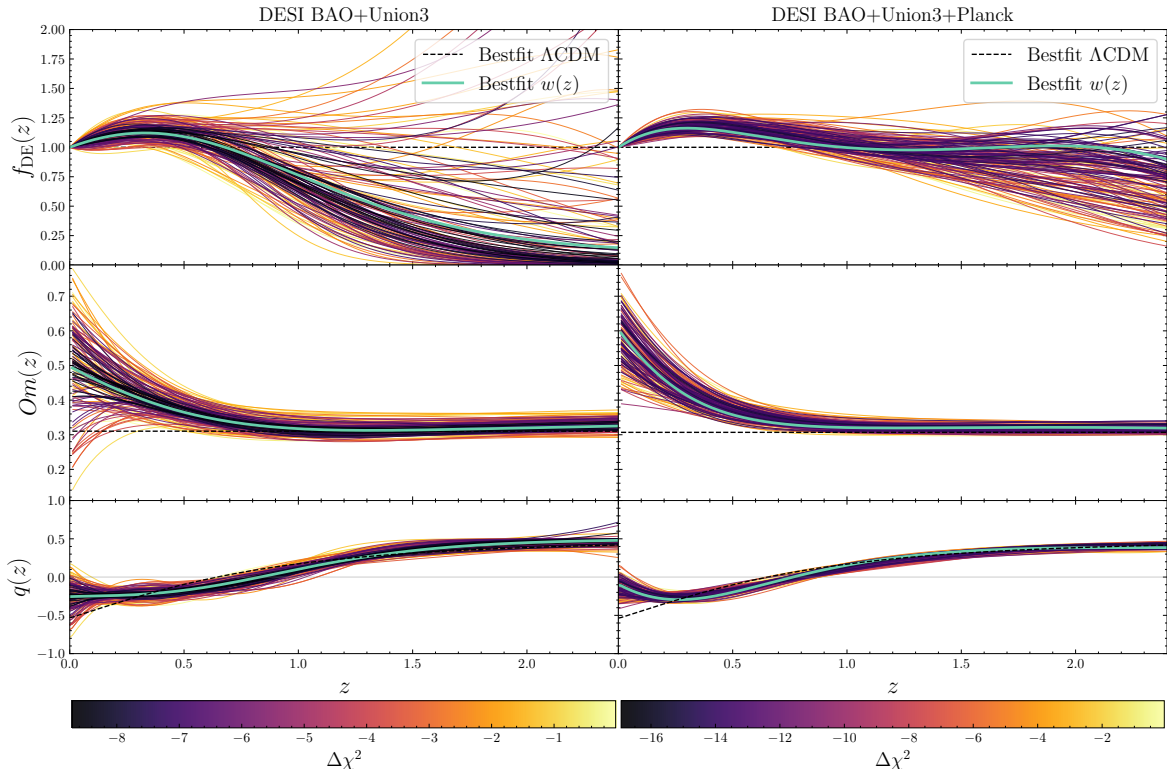 DESI BAO+Union3
DESI BAO+Union3+Planck
2.00
1.75
1.50
1.25
1.00
0.75
0.50
0.25
0.00
f_DE(z)
Bestfit ΛCDM
Bestfit w(z)
Bestfit ΛCDM
Bestfit w(z)
0.7
0.6
0.5
0.4
0.3
0.2
Om(z)
1.0
0.5
0.0
−0.5
−1.0
q(z)
0.0 0.5 1.0 1.5 2.0 0.0 0.5 1.0 1.5 2.0
z
z
−8 −7 −6 −5 −4 −3 −2 −1
−16 −14 −12 −10 −8 −6 −4 −2
Δχ²
Δχ²